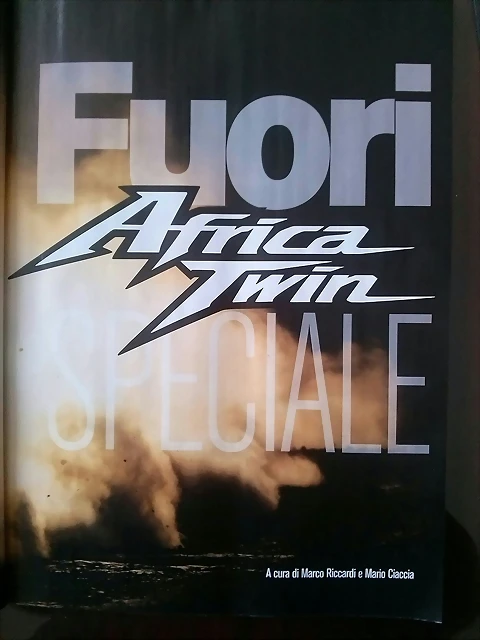 Fuori
Africa
Twin
SPECIALE
A cura di Marco Riccardi e Mario Ciaccia